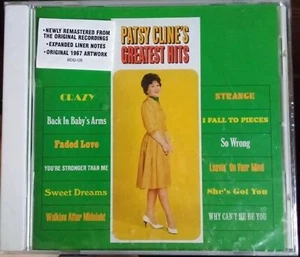 •NEWLY REMASTERED FROM
THE ORIGINAL RECORDINGS
•EXPANDED LINER NOTES
•ORIGINAL 1967 ARTWORK
PATSY CLINE'S
GREATEST HITS
CRAZY
Back In Baby's Arms
Faded Love
YOU'RE STRONGER THAN ME
Sweet Dreams
Walkin After Midnight
STRANGE
I FALL TO PIECES
So Wrong
Leavin' On Your Mind
She's Got You
WHY CAN'T HE BE YOU